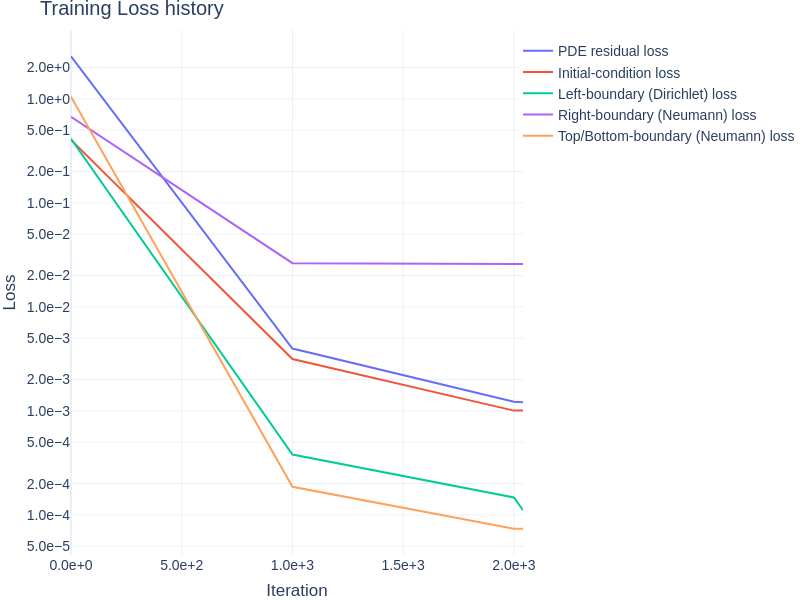 Training Loss history
PDE residual loss
Initial-condition loss
Left-boundary (Dirichlet) loss
Right-boundary (Neumann) loss
Top/Bottom-boundary (Neumann) loss
Loss
2.0e+0
1.0e+0
5.0e−1
2.0e−1
1.0e−1
5.0e−2
2.0e−2
1.0e−2
5.0e−3
2.0e−3
1.0e−3
5.0e−4
2.0e−4
1.0e−4
5.0e−5
0.0e+0 5.0e+2 1.0e+3 1.5e+3 2.0e+3
Iteration